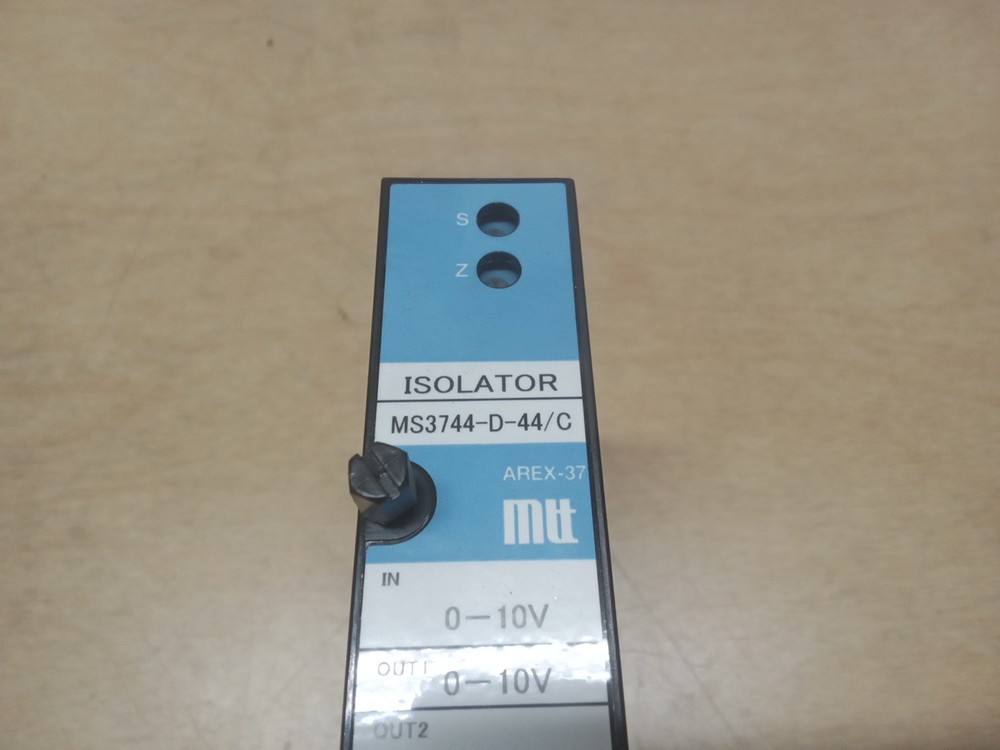 S
Z
ISOLATOR
MS3744-D-44/C
AREX-37
Mtt
IN
0-10V
OUT1 0-10V
OUT2